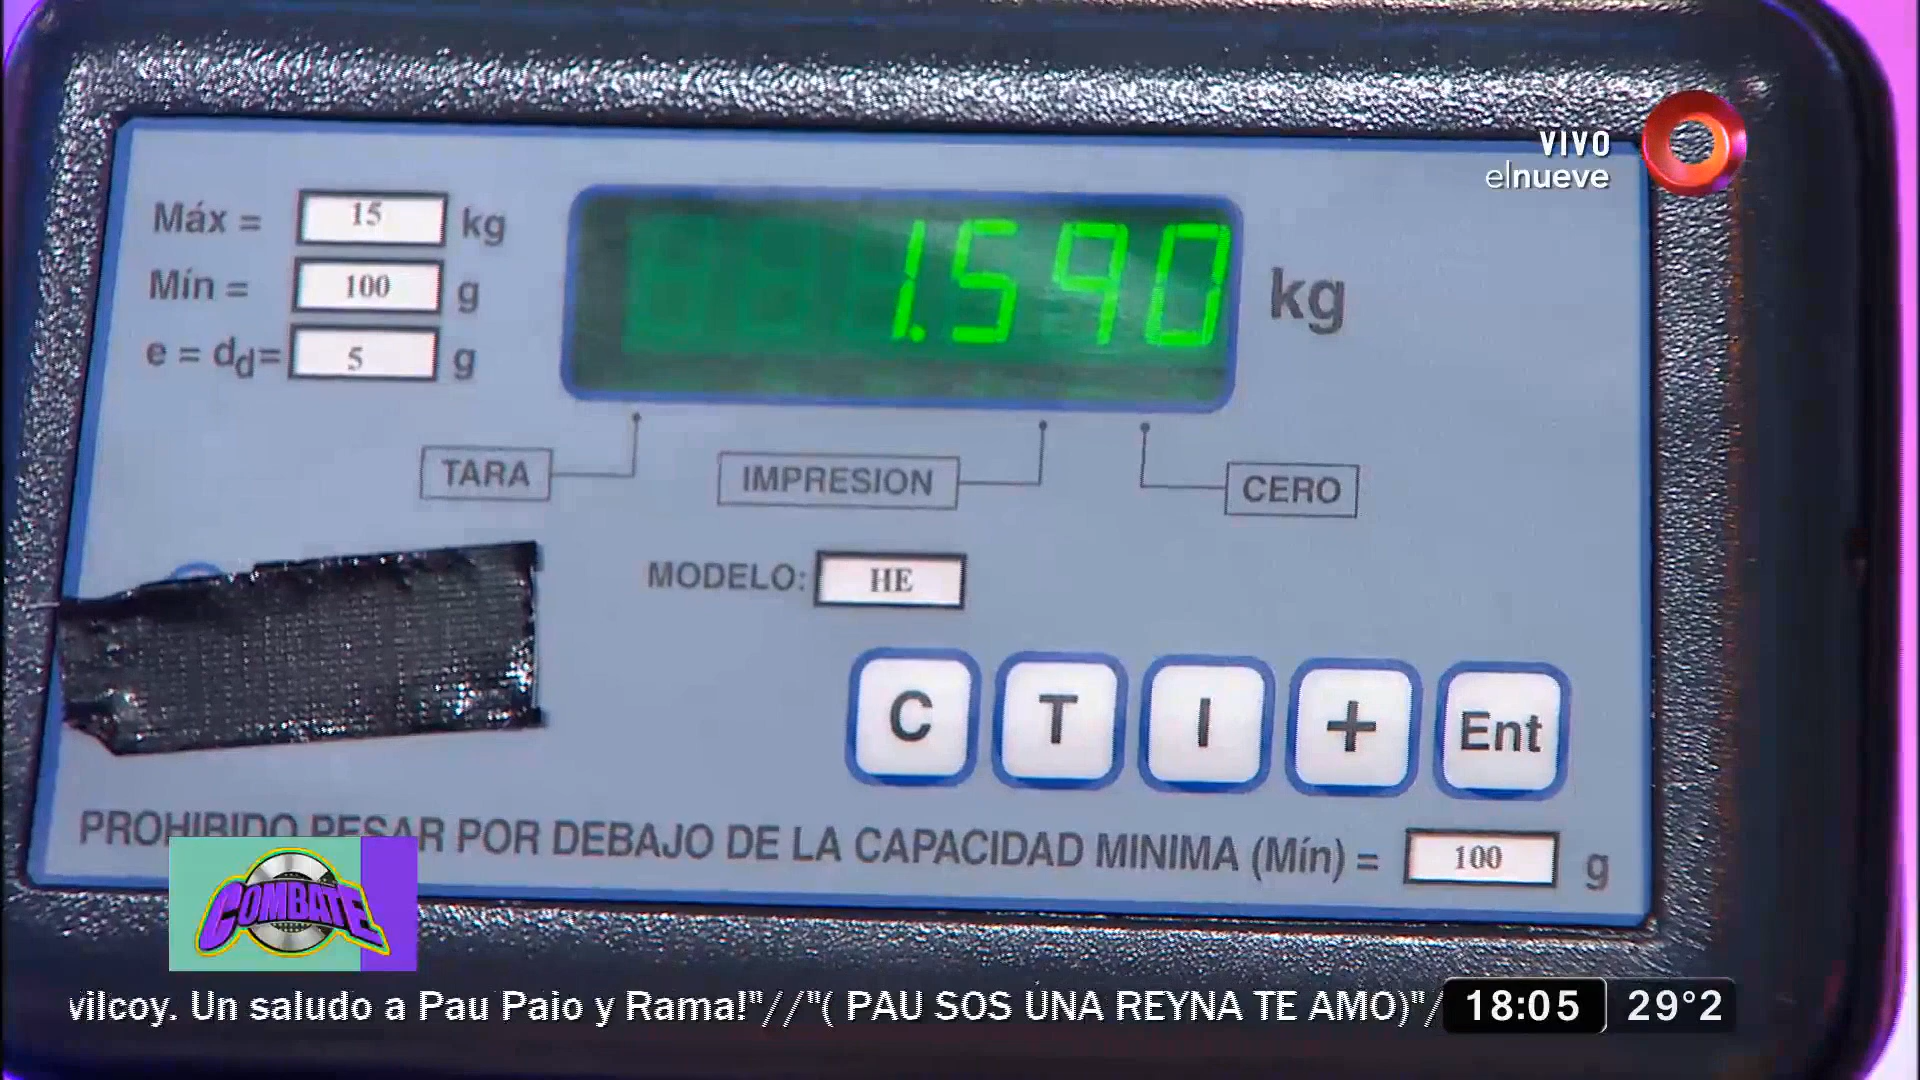 VIVO
elnueve
Máx = 15 kg
Mín = 100 g
e = dd= 5 g
1.590 kg
TARA
IMPRESION
CERO
MODELO: HE
C T I + Ent
PROHIBIDO PESAR POR DEBAJO DE LA CAPACIDAD MINIMA (Mín) = 100 g
COMBATE
vilcoy. Un saludo a Pau Paio y Rama!"//"( PAU SOS UNA REYNA TE AMO)"/
18:05 29°2